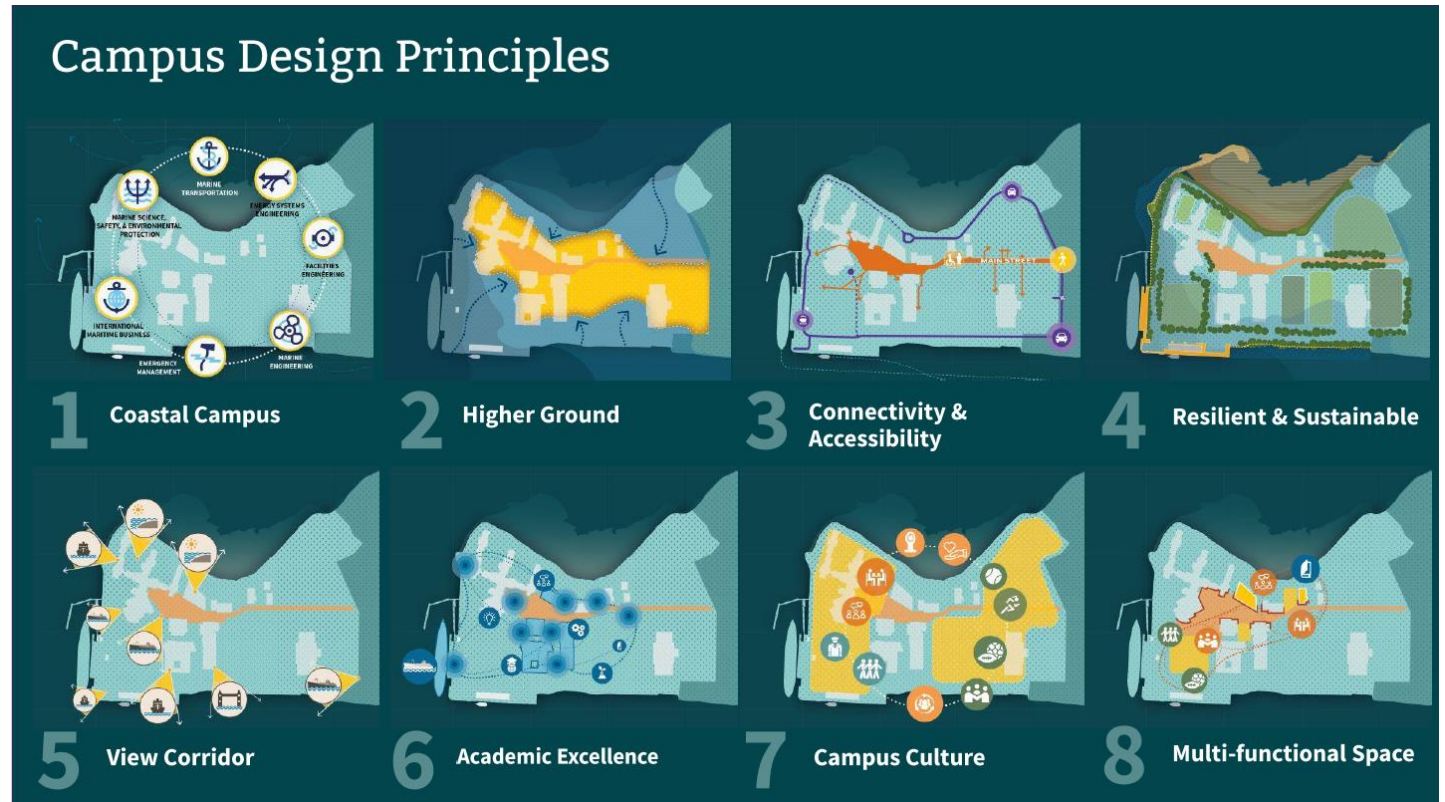 Campus Design Principles
MARINE
TRANSPORTATION
ENERGY SYSTEMS
ENGINEERING
MARINE SCIENCE,
SAFETY, & ENVIRONMENTAL
PROTECTION
FACILITIES
ENGINEERING
INTERNATIONAL
MARITIME BUSINESS
MARINE
ENGINEERING
EMERGENCY
MANAGEMENT
1 Coastal Campus
2 Higher Ground
MAIN STREET
3 Connectivity &
Accessibility
4 Resilient & Sustainable
5 View Corridor
6 Academic Excellence
7 Campus Culture
8 Multi-functional Space